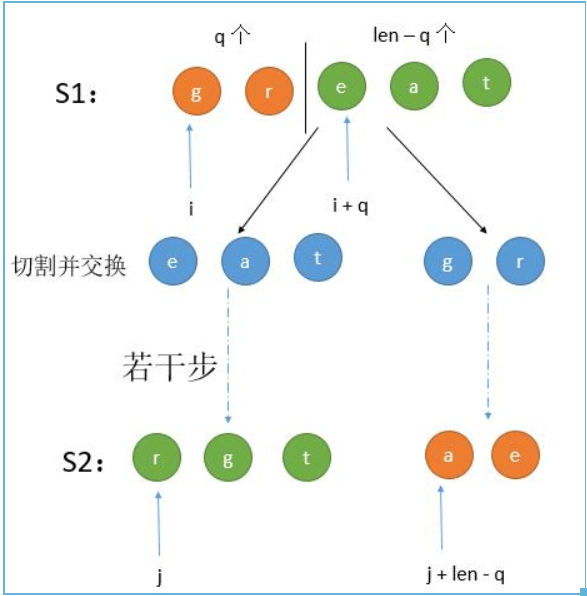 q 个 len – q 个
S1： g r e a t
i i + q
切割并交换 e a t g r
若干步
S2： r g t a e
j j + len - q